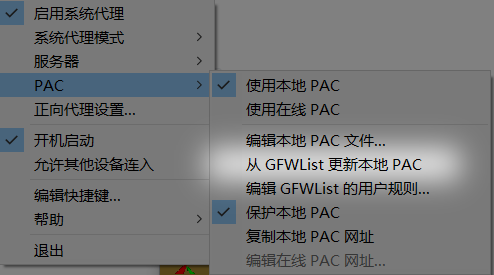 启用系统代理
系统代理模式
服务器
PAC
正向代理设置...
开机启动
允许其他设备连入
编辑快捷键...
帮助
退出
使用本地 PAC
使用在线 PAC
编辑本地 PAC 文件...
从 GFWList 更新本地 PAC
编辑 GFWList 的用户规则...
保护本地 PAC
复制本地 PAC 网址
编辑在线 PAC 网址...